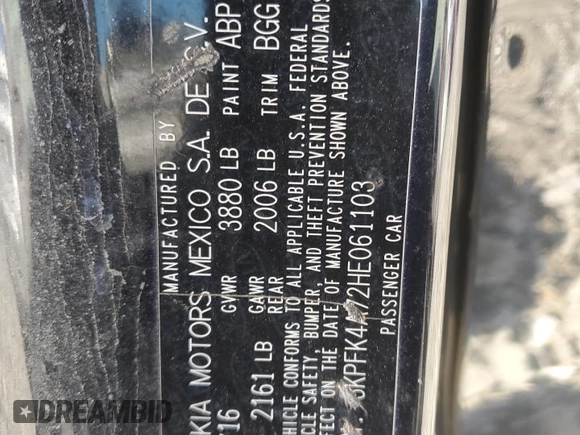 MANUFACTURED BY
KIA MOTORS MEXICO S.A. DE C.V.
GVWR 3880 LB PAINT ABP
2161 LB GAWR REAR 2006 LB TRIM BGG
VEHICLE CONFORMS TO ALL APPLICABLE U.S.A. FEDERAL
SAFETY, BUMPER, AND THEFT PREVENTION STANDARDS
ON THE DATE OF MANUFACTURE SHOWN ABOVE.
PASSENGER CAR
DREAMBID